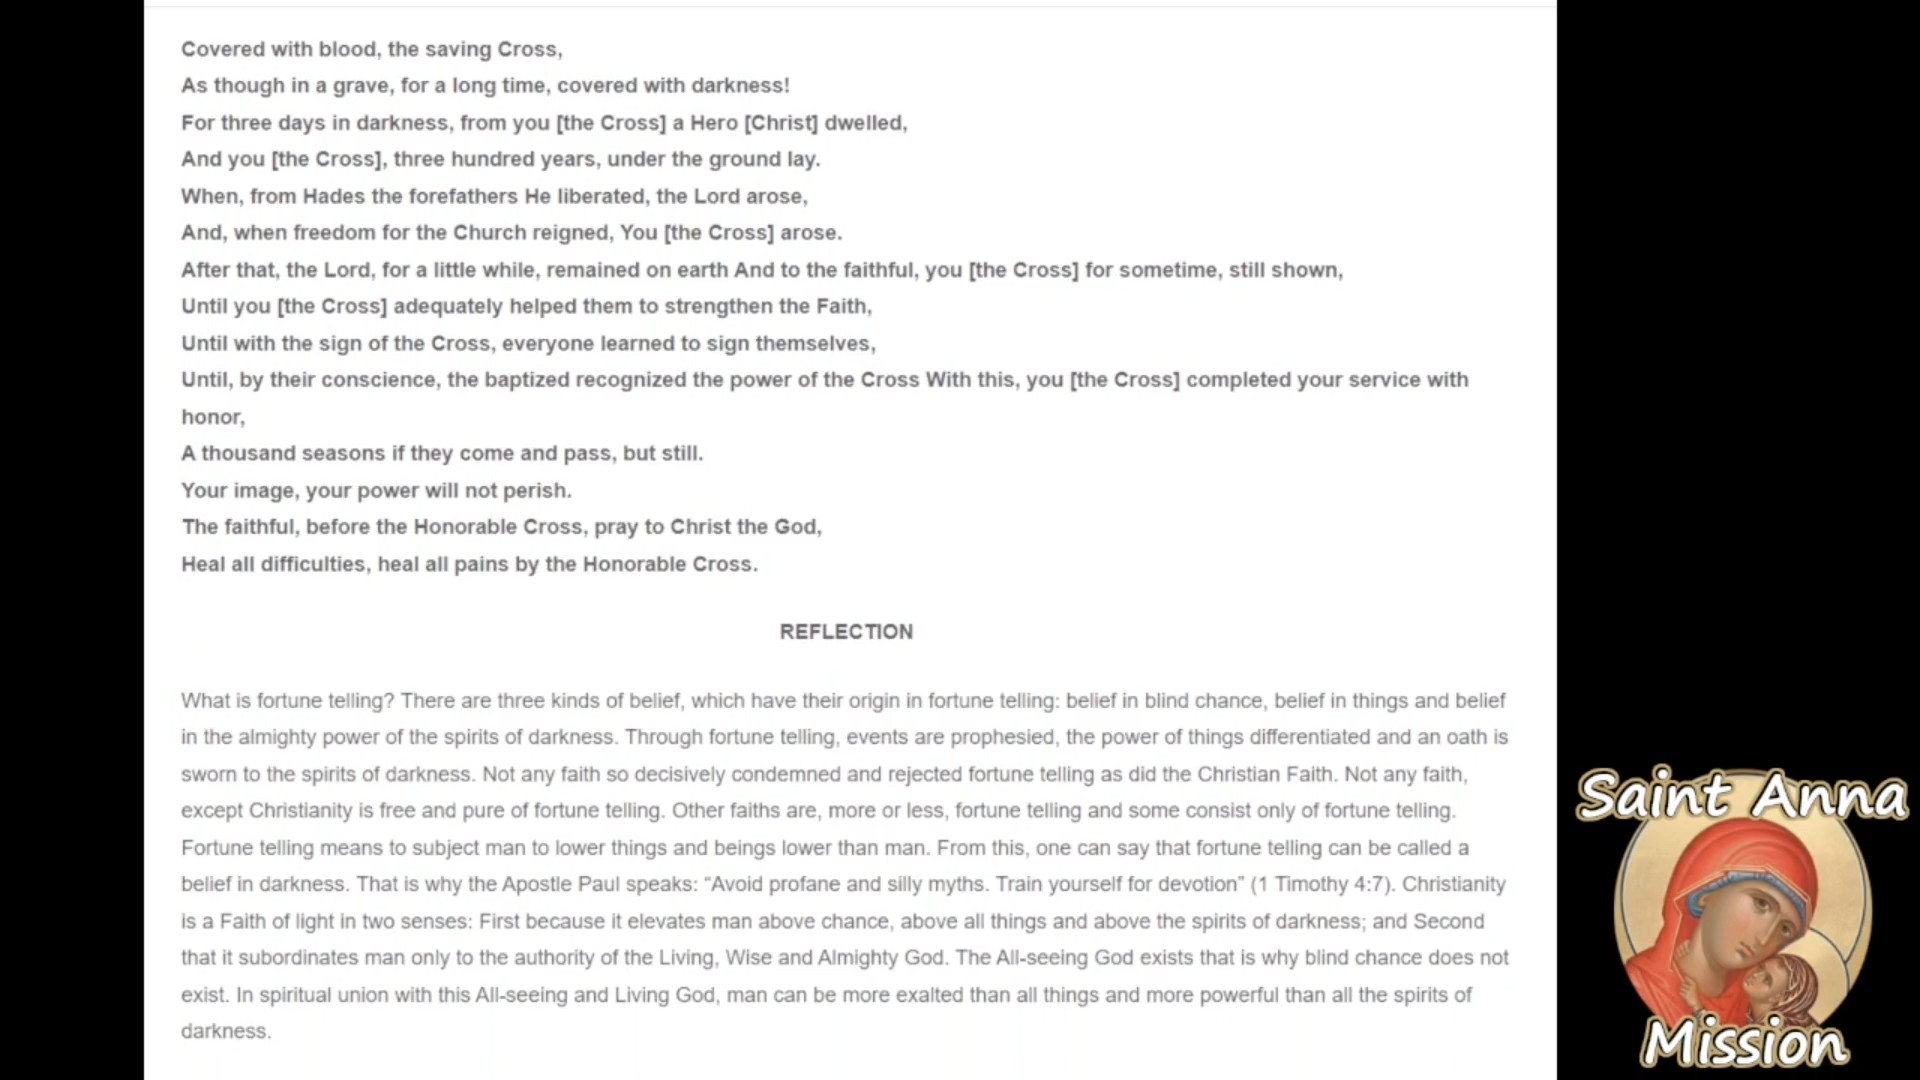 Covered with blood, the saving Cross,
As though in a grave, for a long time, covered with darkness!
For three days in darkness, from you [the Cross] a Hero [Christ] dwelled,
And you [the Cross], three hundred years, under the ground lay.
When, from Hades the forefathers He liberated, the Lord arose,
And, when freedom for the Church reigned, You [the Cross] arose.
After that, the Lord, for a little while, remained on earth And to the faithful, you [the Cross] for sometime, still shown,
Until you [the Cross] adequately helped them to strengthen the Faith,
Until with the sign of the Cross, everyone learned to sign themselves,
Until, by their conscience, the baptized recognized the power of the Cross With this, you [the Cross] completed your service with
honor,
A thousand seasons if they come and pass, but still.
Your image, your power will not perish.
The faithful, before the Honorable Cross, pray to Christ the God,
Heal all difficulties, heal all pains by the Honorable Cross.
REFLECTION
What is fortune telling? There are three kinds of belief, which have their origin in fortune telling: belief in blind chance, belief in things and belief
in the almighty power of the spirits of darkness. Through fortune telling, events are prophesied, the power of things differentiated and an oath is
sworn to the spirits of darkness. Not any faith so decisively condemned and rejected fortune telling as did the Christian Faith. Not any faith,
except Christianity is free and pure of fortune telling. Other faiths are, more or less, fortune telling and some consist only of fortune telling.
Fortune telling means to subject man to lower things and beings lower than man. From this, one can say that fortune telling can be called a
belief in darkness. That is why the Apostle Paul speaks: “Avoid profane and silly myths. Train yourself for devotion” (1 Timothy 4:7). Christianity
is a Faith of light in two senses: First because it elevates man above chance, above all things and above the spirits of darkness; and Second
that it subordinates man only to the authority of the Living, Wise and Almighty God. The All-seeing God exists that is why blind chance does not
exist. In spiritual union with this All-seeing and Living God, man can be more exalted than all things and more powerful than all the spirits of
darkness.
Saint Anna
Mission